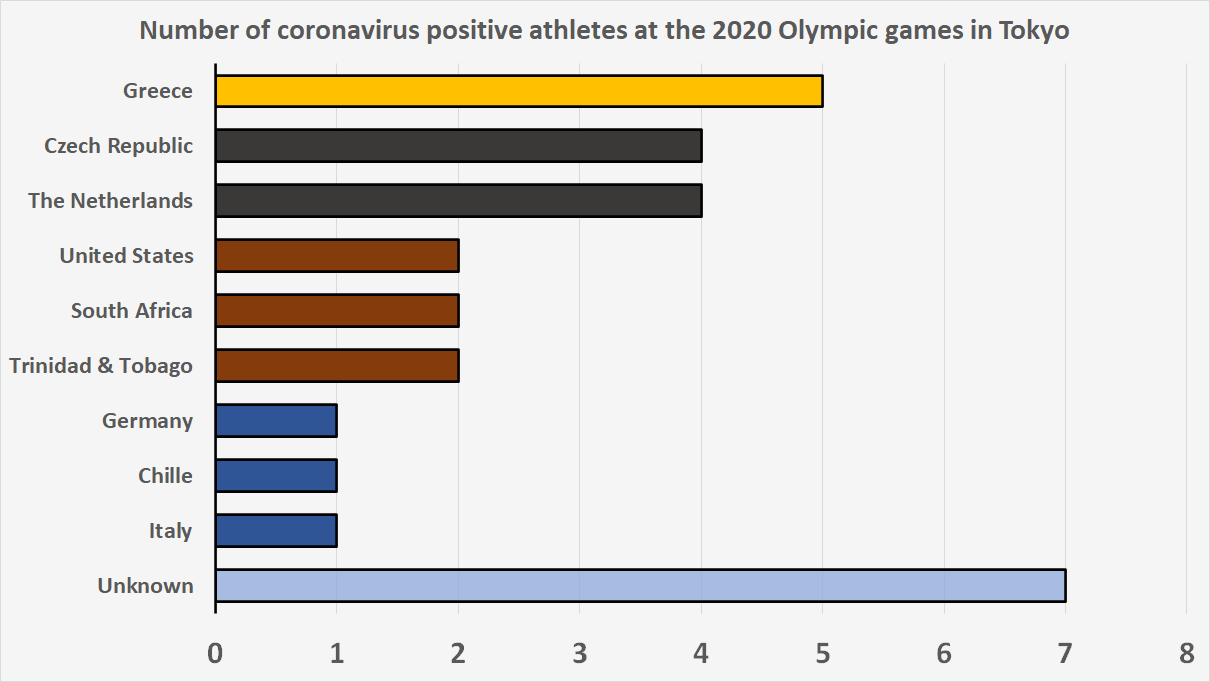 Number of coronavirus positive athletes at the 2020 Olympic games in Tokyo
Greece
Czech Republic
The Netherlands
United States
South Africa
Trinidad & Tobago
Germany
Chille
Italy
Unknown
0 1 2 3 4 5 6 7 8